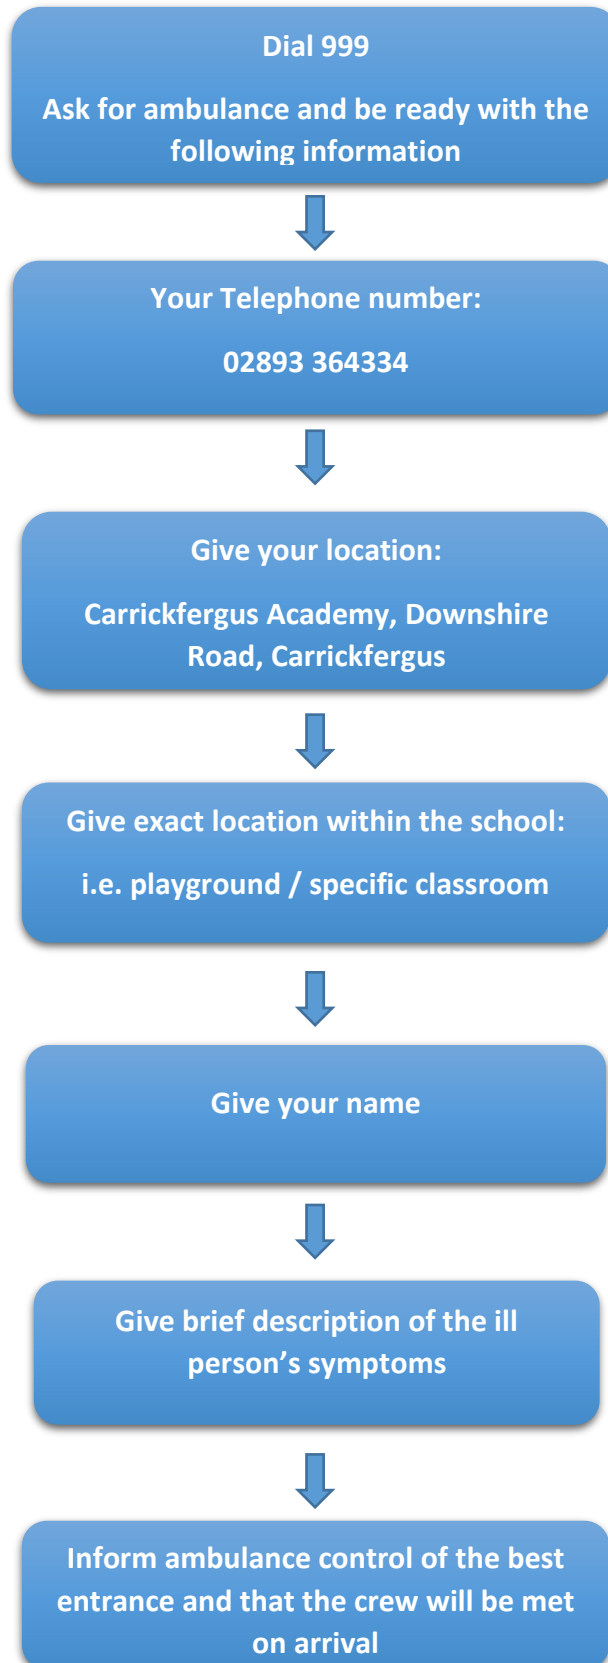 Dial 999
Ask for ambulance and be ready with the
following information
Your Telephone number:
02893 364334
Give your location:
Carrickfergus Academy, Downshire
Road, Carrickfergus
Give exact location within the school:
i.e. playground / specific classroom
Give your name
Give brief description of the ill
person’s symptoms
Inform ambulance control of the best
entrance and that the crew will be met
on arrival